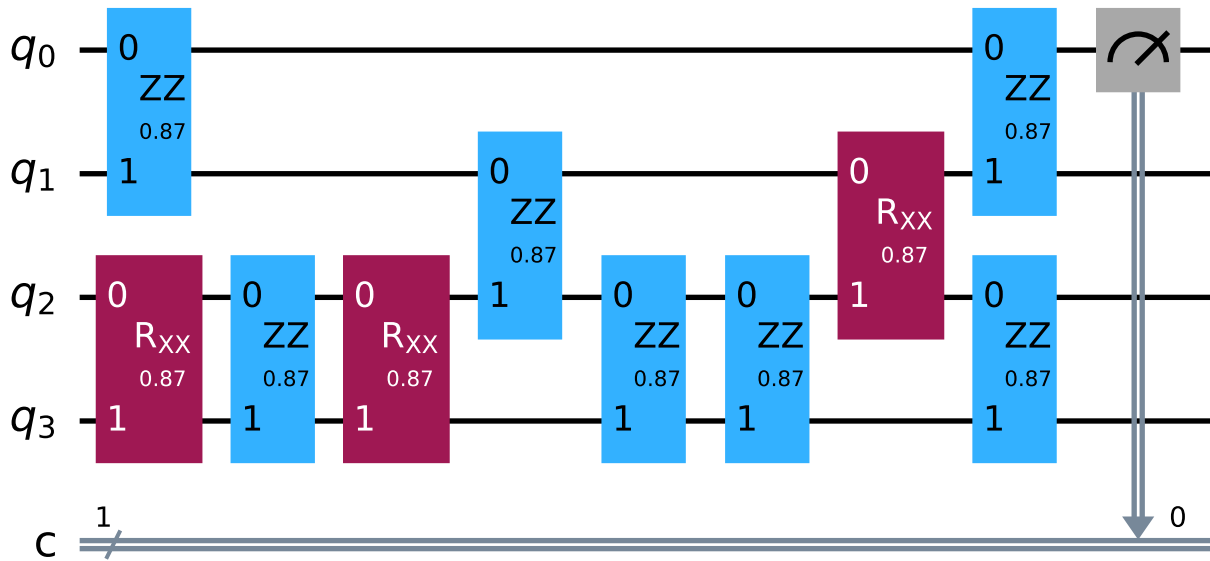 q0 0 0
ZZ ZZ
0.87 0.87
q1 1 0 0 1
ZZ RXX
0.87 0.87
q2 0 0 0 1 0 0 1 0
RXX ZZ RXX ZZ ZZ ZZ
0.87 0.87 0.87 0.87 0.87 0.87
q3 1 1 1 1 1 1
1 0
c